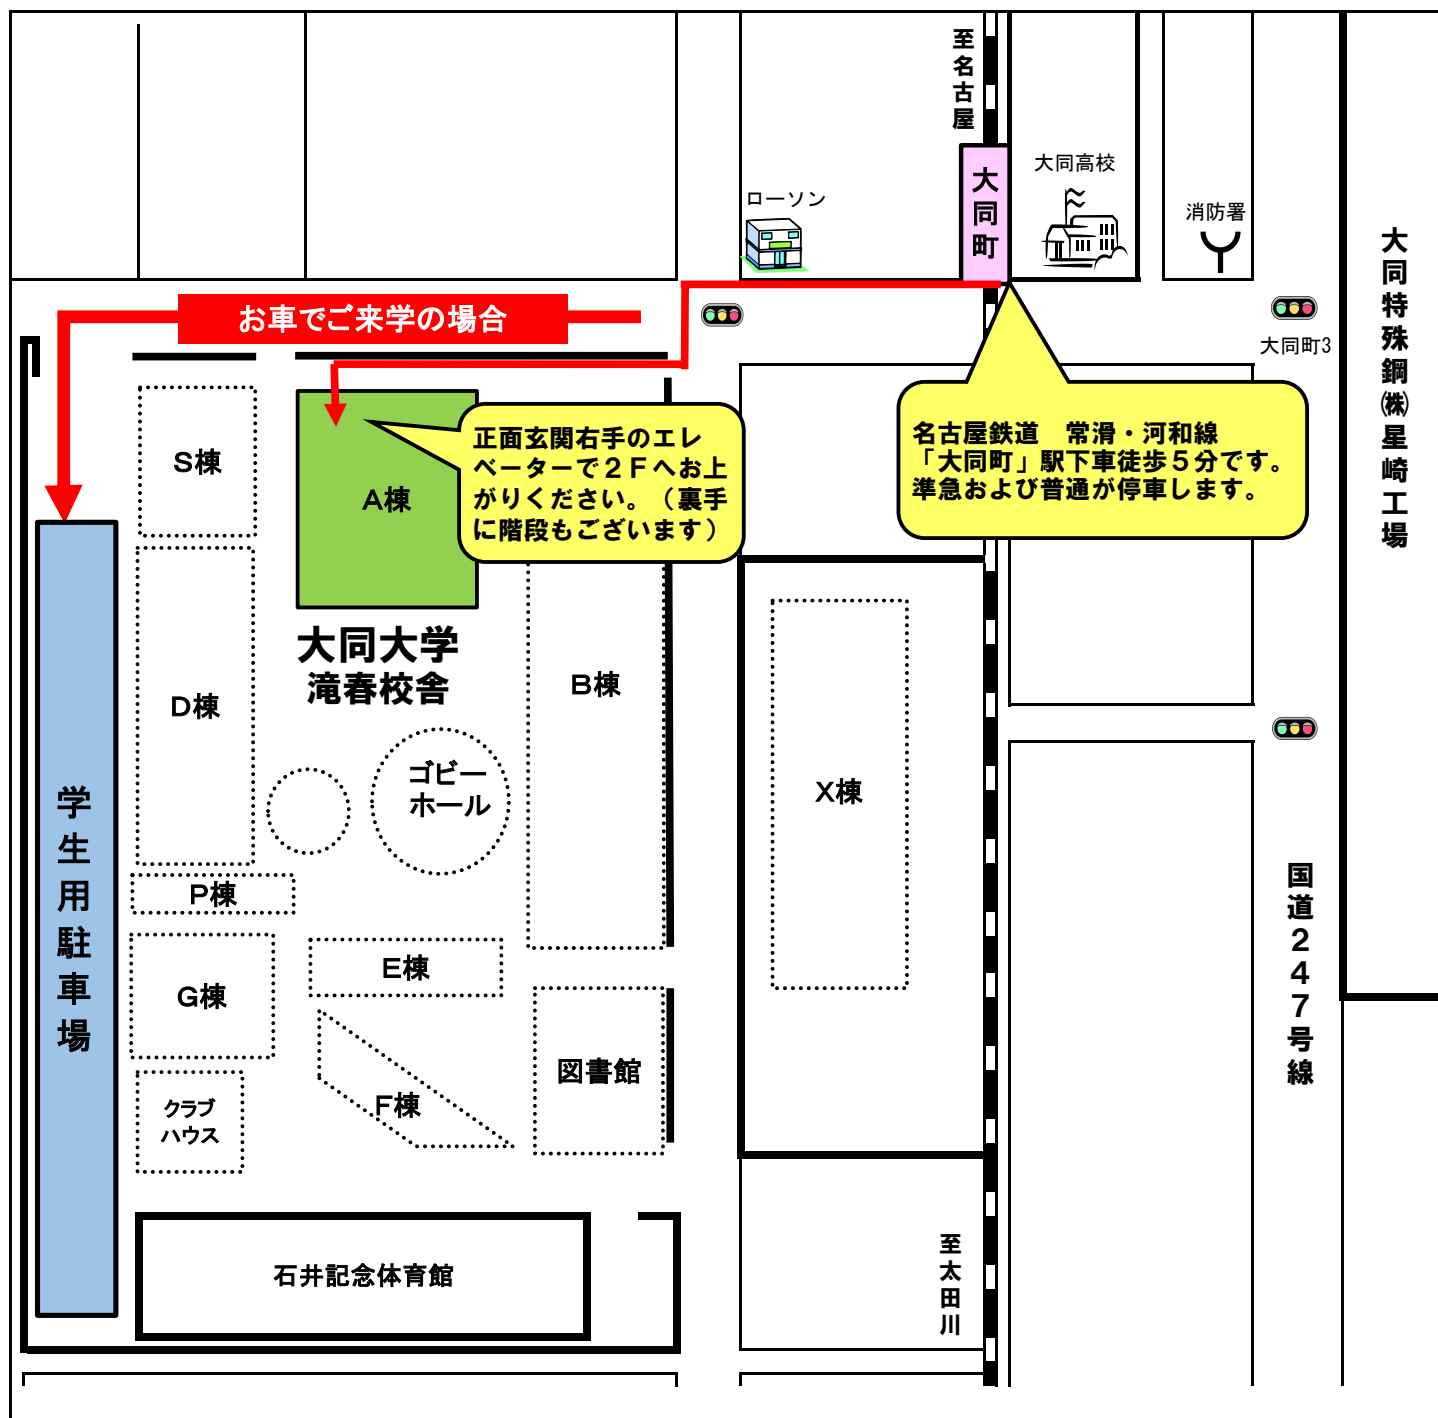 至名古屋
大同町
大同高校
消防署
ローソン
大同特殊鋼㈱星崎工場
お車でご来学の場合
大同町3
名古屋鉄道　常滑・河和線
「大同町」駅下車徒歩５分です。
準急および普通が停車します。
正面玄関右手のエレ
ベーターで２Ｆへお上
がりください。（裏手
に階段もございます）
S棟
A棟
大同大学
滝春校舎
B棟
D棟
ゴビー
ホール
X棟
学生用駐車場
P棟
国道２４７号線
E棟
G棟
図書館
F棟
クラブ
ハウス
石井記念体育館
至太田川